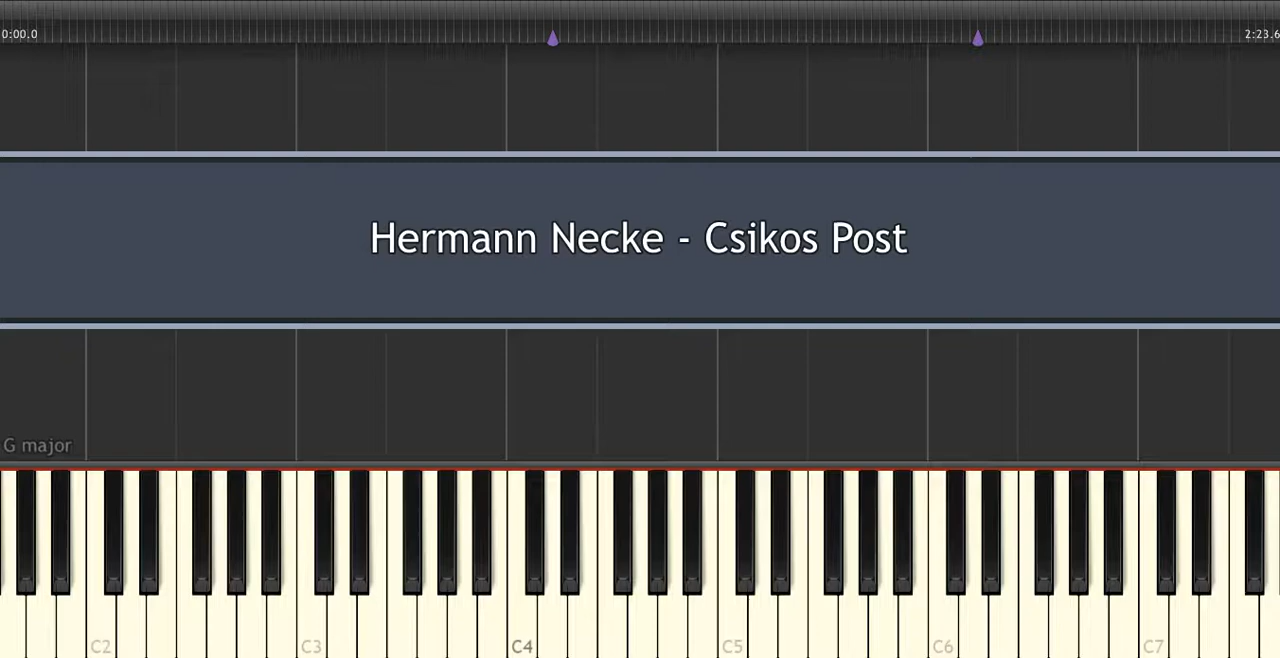 0:00.0
2:23.6
Hermann Necke - Csikos Post
G major
C2
C3
C4
C5
C6
C7